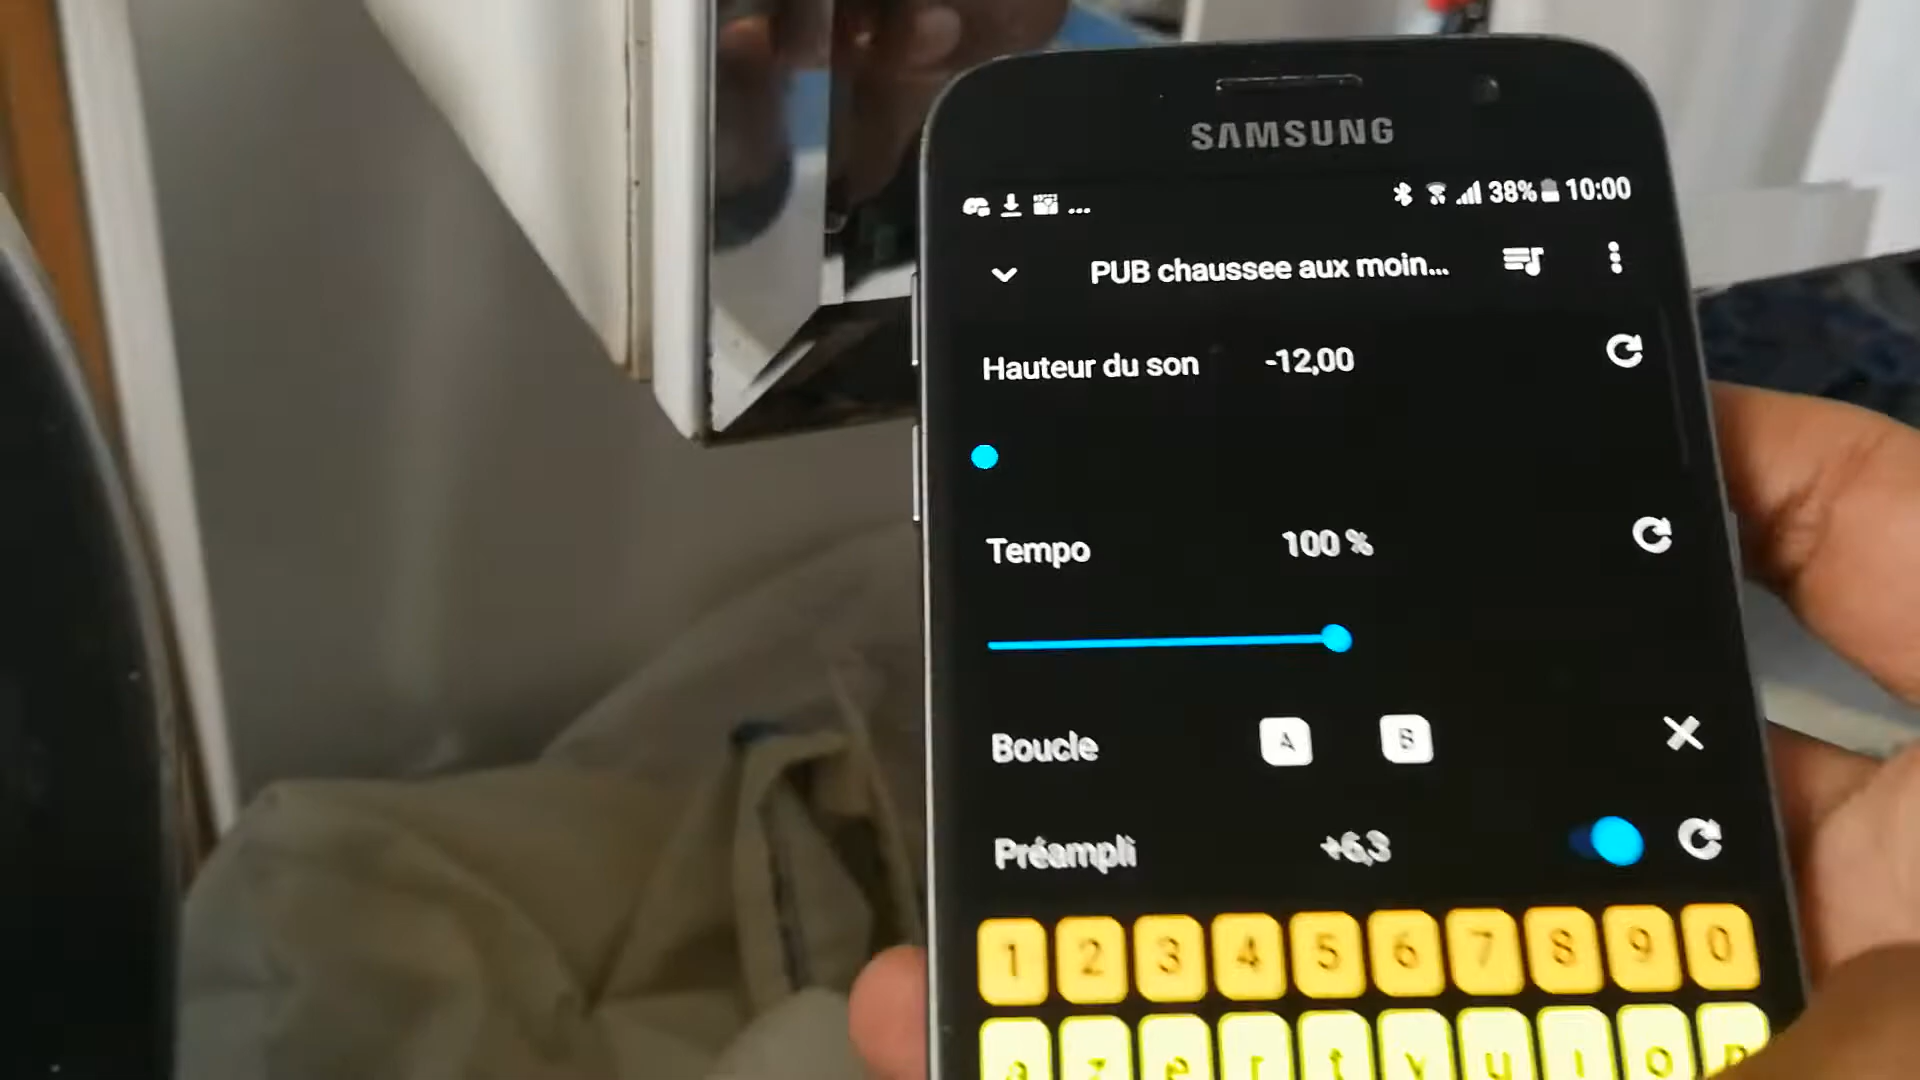 SAMSUNG
... 38% 10:00
PUB chaussee aux moin...
Hauteur du son -12,00
Tempo 100 %
Boucle A B
Préampli +6,3
1 2 3 4 5 6 7 8 9 0
a z e r t y u i o p